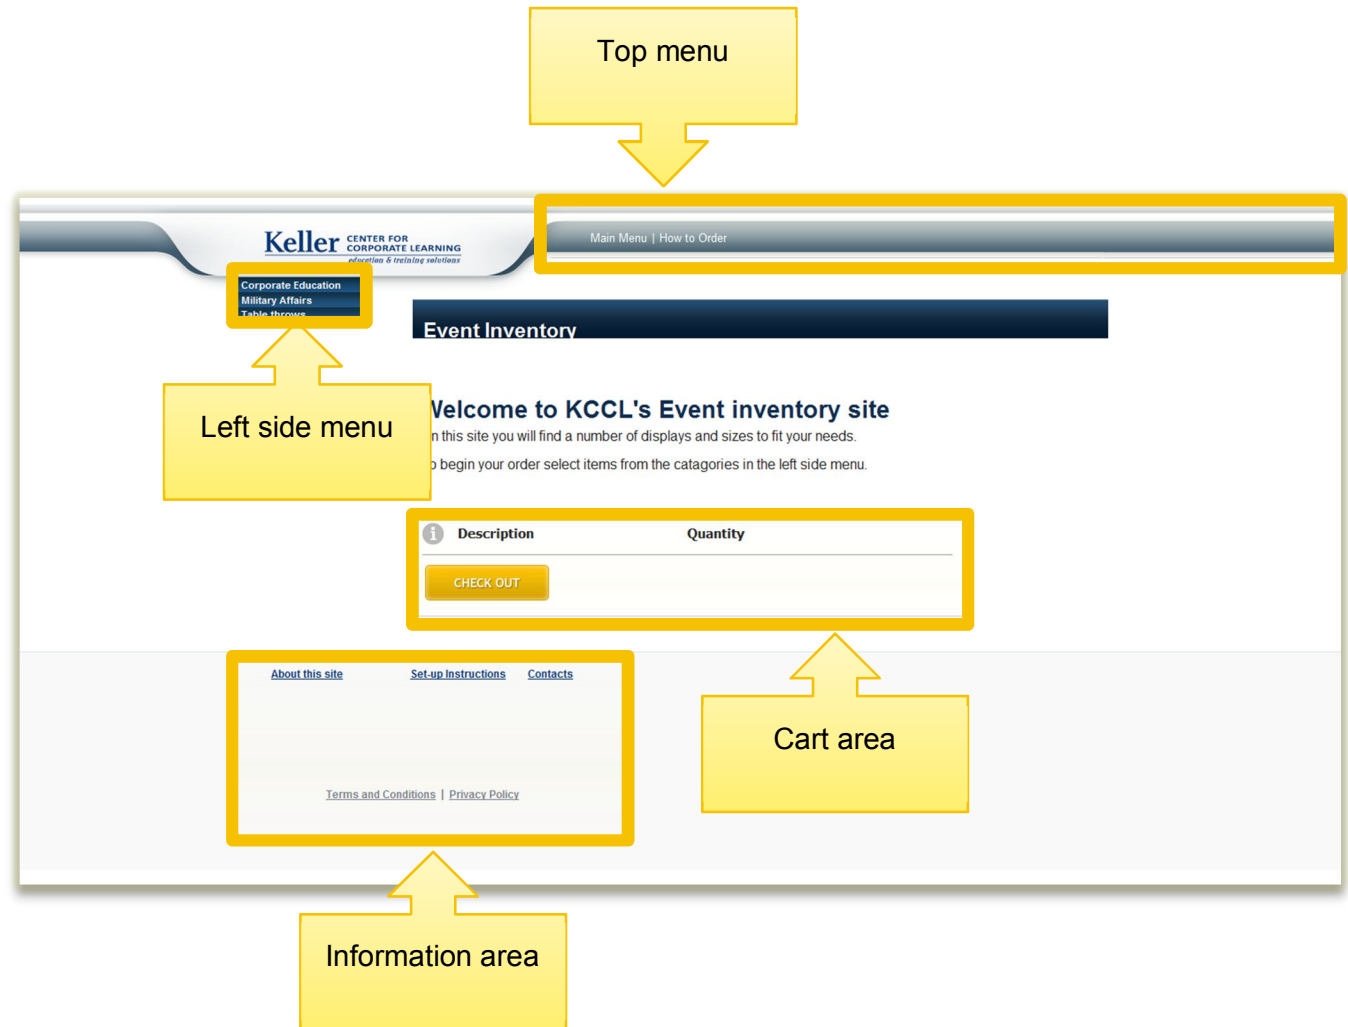 Top menu
Main Menu | How to Order
Keller CENTER FOR
CORPORATE LEARNING
education & training solutions
Corporate Education
Military Affairs
Table throws
Event Inventory
Left side menu
Welcome to KCCL's Event inventory site
this site you will find a number of displays and sizes to fit your needs.
begin your order select items from the catagories in the left side menu.
Description Quantity
CHECK OUT
About this site Set-up Instructions Contacts
Cart area
Terms and Conditions | Privacy Policy
Information area